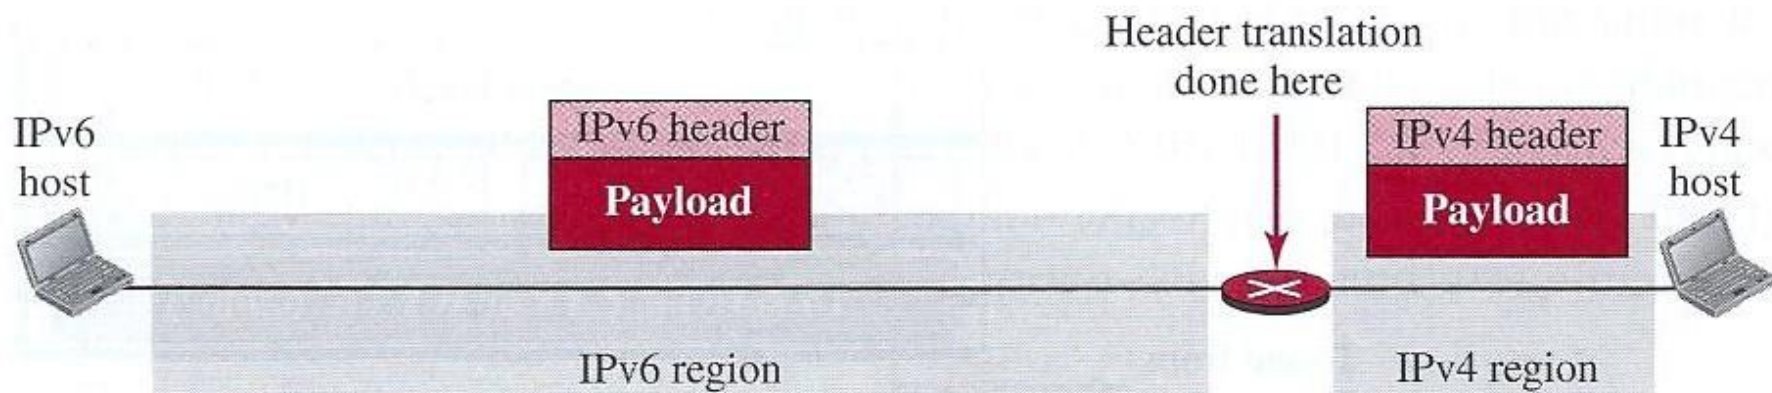 Header translation
done here
IPv6
host
IPv6 header
Payload
IPv4 header
Payload
IPv4
host
IPv6 region
IPv4 region